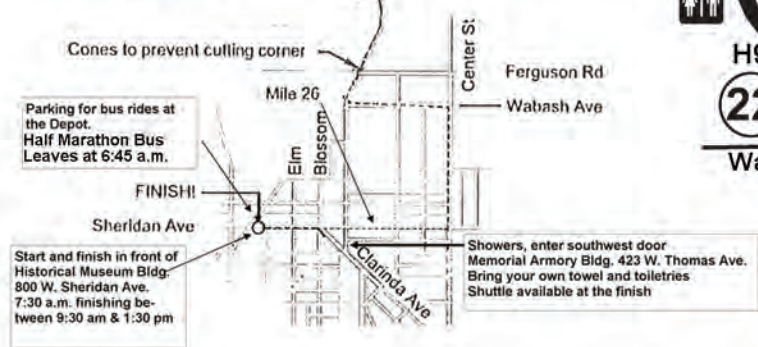 Center St.
Cones to prevent cutting corner
Ferguson Rd
Mile 26
Wabash Ave
H9
22
Wa
Parking for bus rides at
the Depot.
Half Marathon Bus
Leaves at 6:45 a.m.
Elm
Blossom
FINISH!
Sheridan Ave
Start and finish in front of
Historical Museum Bldg.
800 W. Sheridan Ave.
7:30 a.m. finishing be-
tween 9:30 am & 1:30 pm
Clarinda Ave
Showers, enter southwest door
Memorial Armory Bldg. 423 W. Thomas Ave.
Bring your own towel and toiletries
Shuttle available at the finish